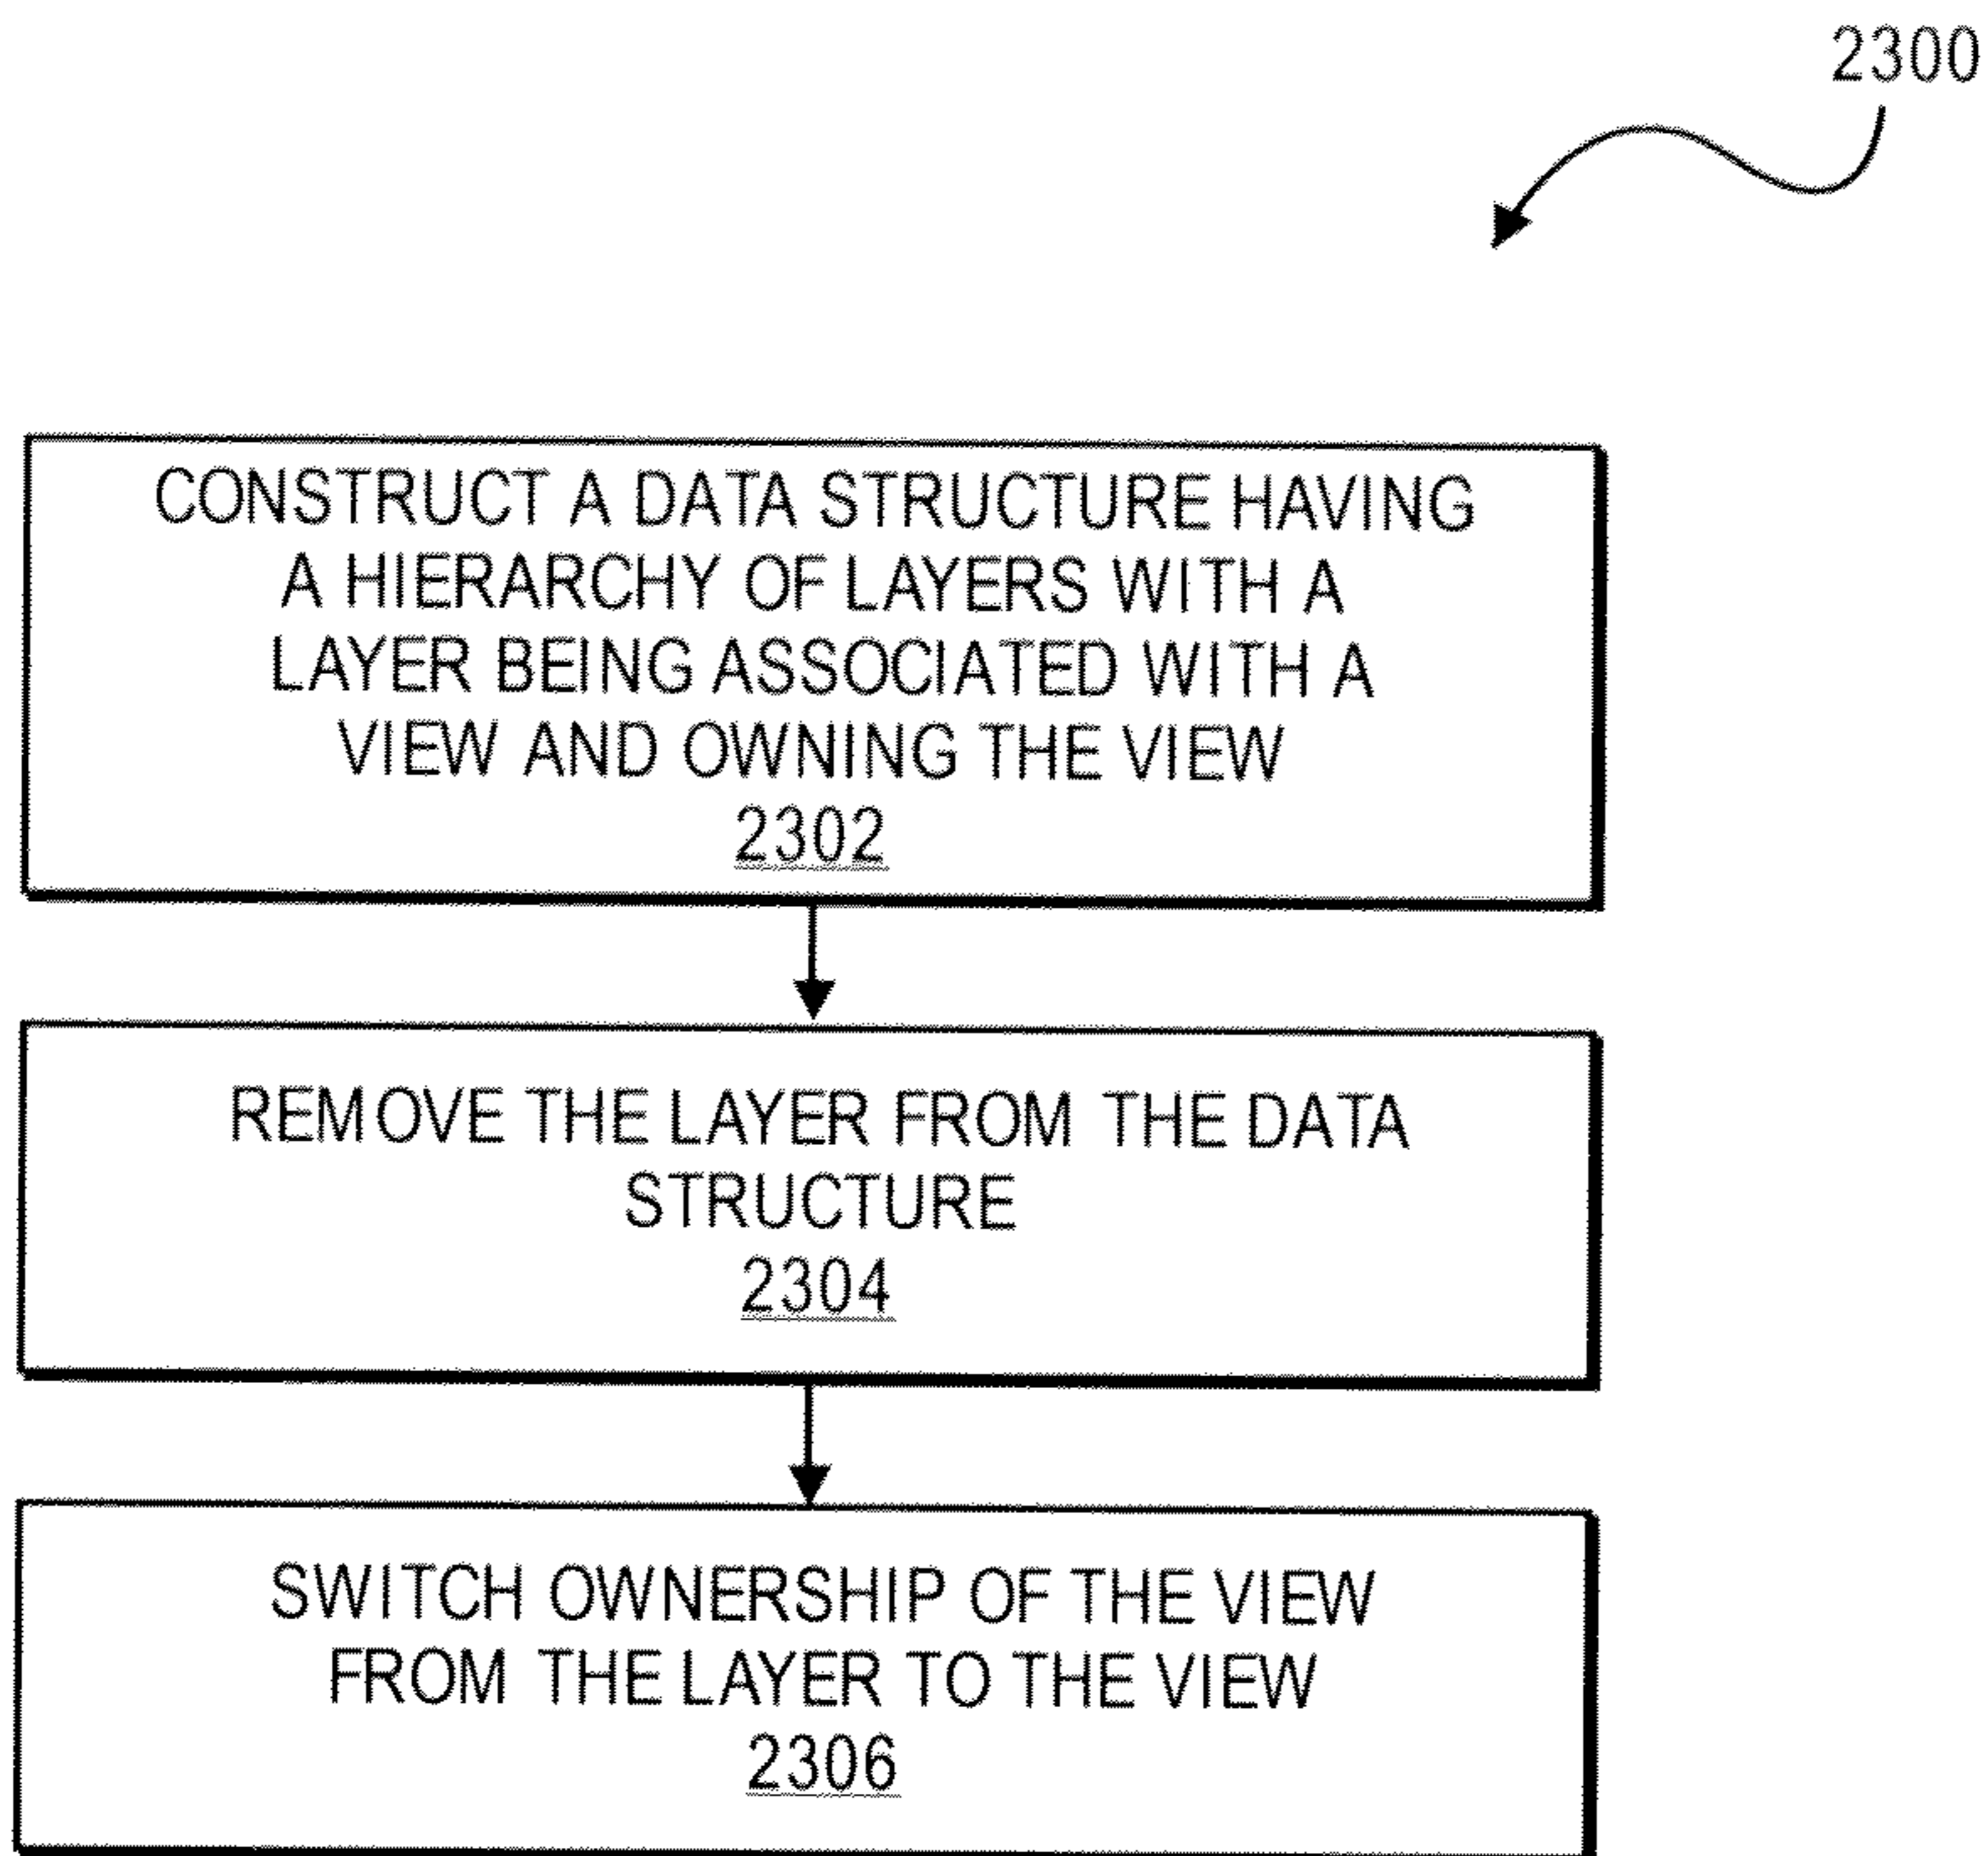 2300
CONSTRUCT A DATA STRUCTURE HAVING
A HIERARCHY OF LAYERS WITH A
LAYER BEING ASSOCIATED WITH A
VIEW AND OWNING THE VIEW
2302
REMOVE THE LAYER FROM THE DATA
STRUCTURE
2304
SWITCH OWNERSHIP OF THE VIEW
FROM THE LAYER TO THE VIEW
2306